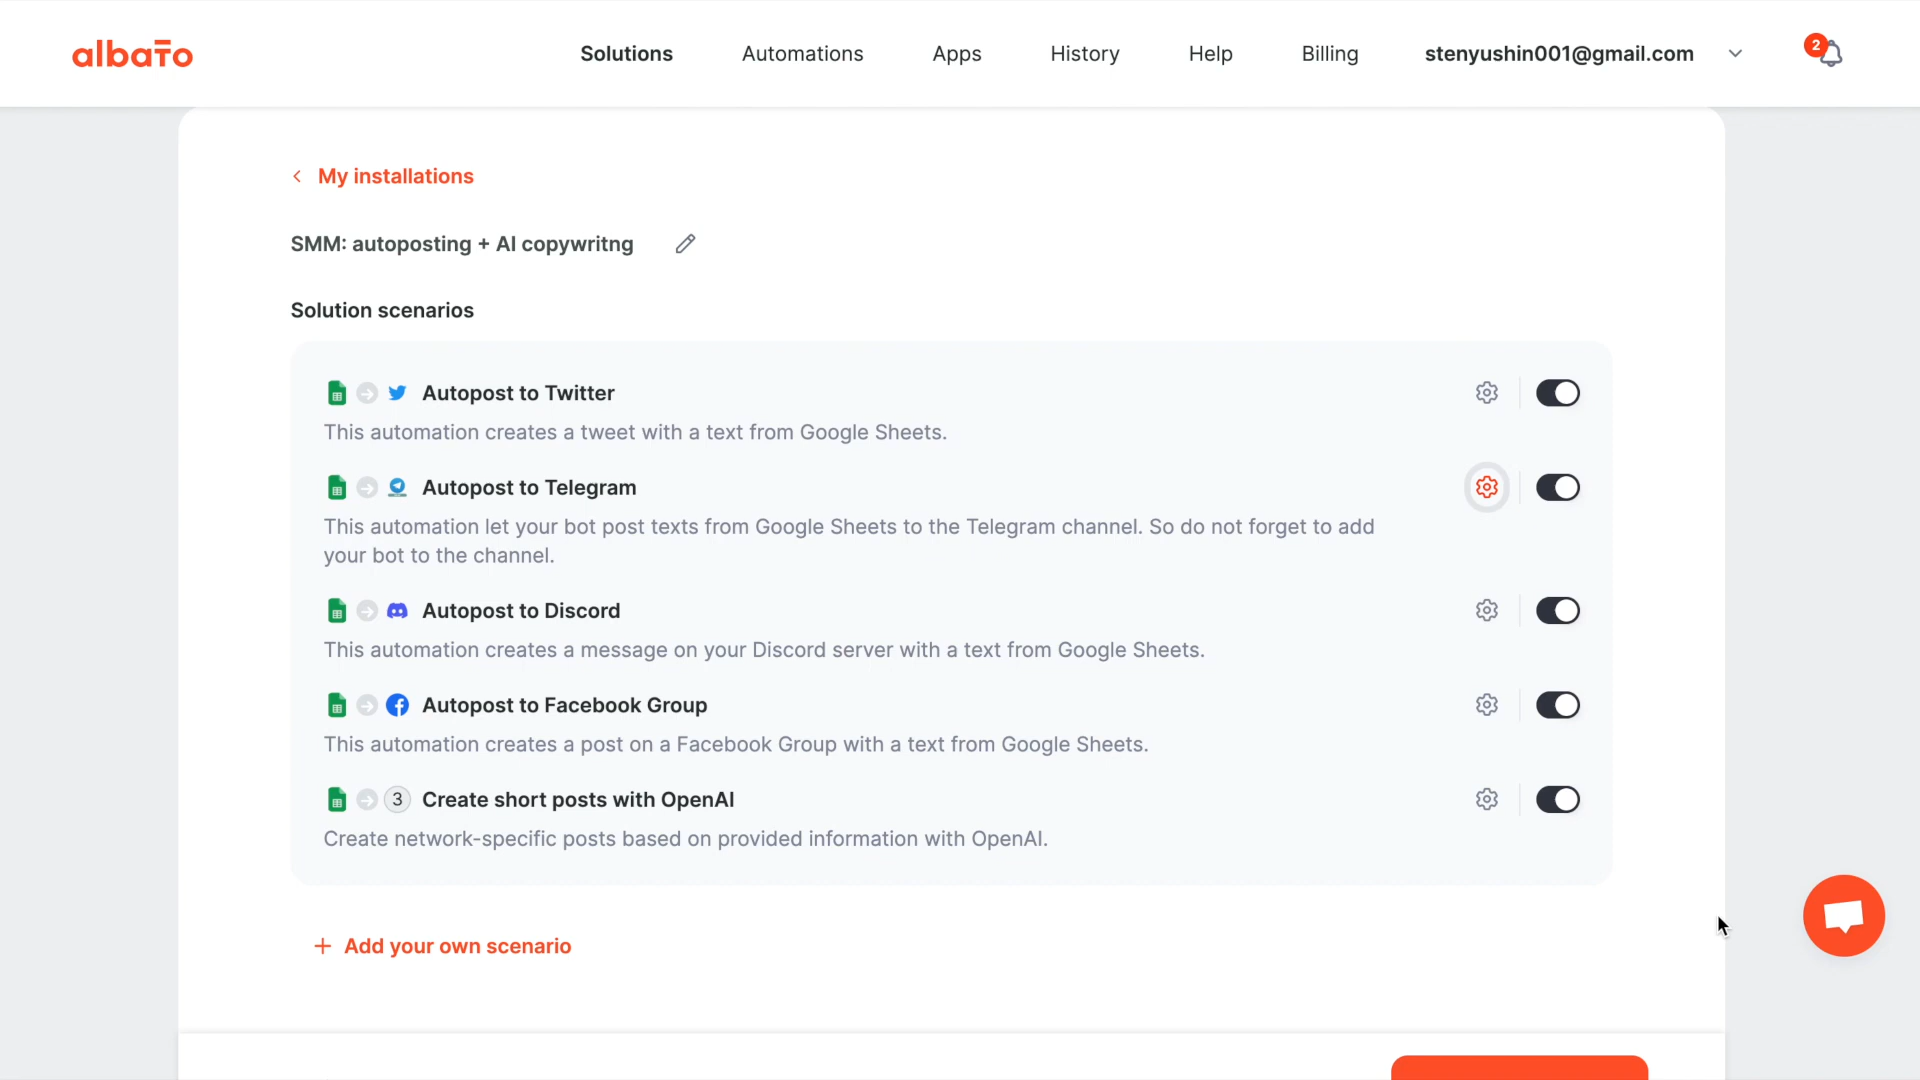 albato
Solutions
Automations
Apps
History
Help
Billing
stenyushin001@gmail.com
2
My installations
SMM: autoposting + AI copywritng
Solution scenarios
Autopost to Twitter
This automation creates a tweet with a text from Google Sheets.
Autopost to Telegram
This automation let your bot post texts from Google Sheets to the Telegram channel. So do not forget to add
your bot to the channel.
Autopost to Discord
This automation creates a message on your Discord server with a text from Google Sheets.
Autopost to Facebook Group
This automation creates a post on a Facebook Group with a text from Google Sheets.
3
Create short posts with OpenAI
Create network-specific posts based on provided information with OpenAI.
+ Add your own scenario